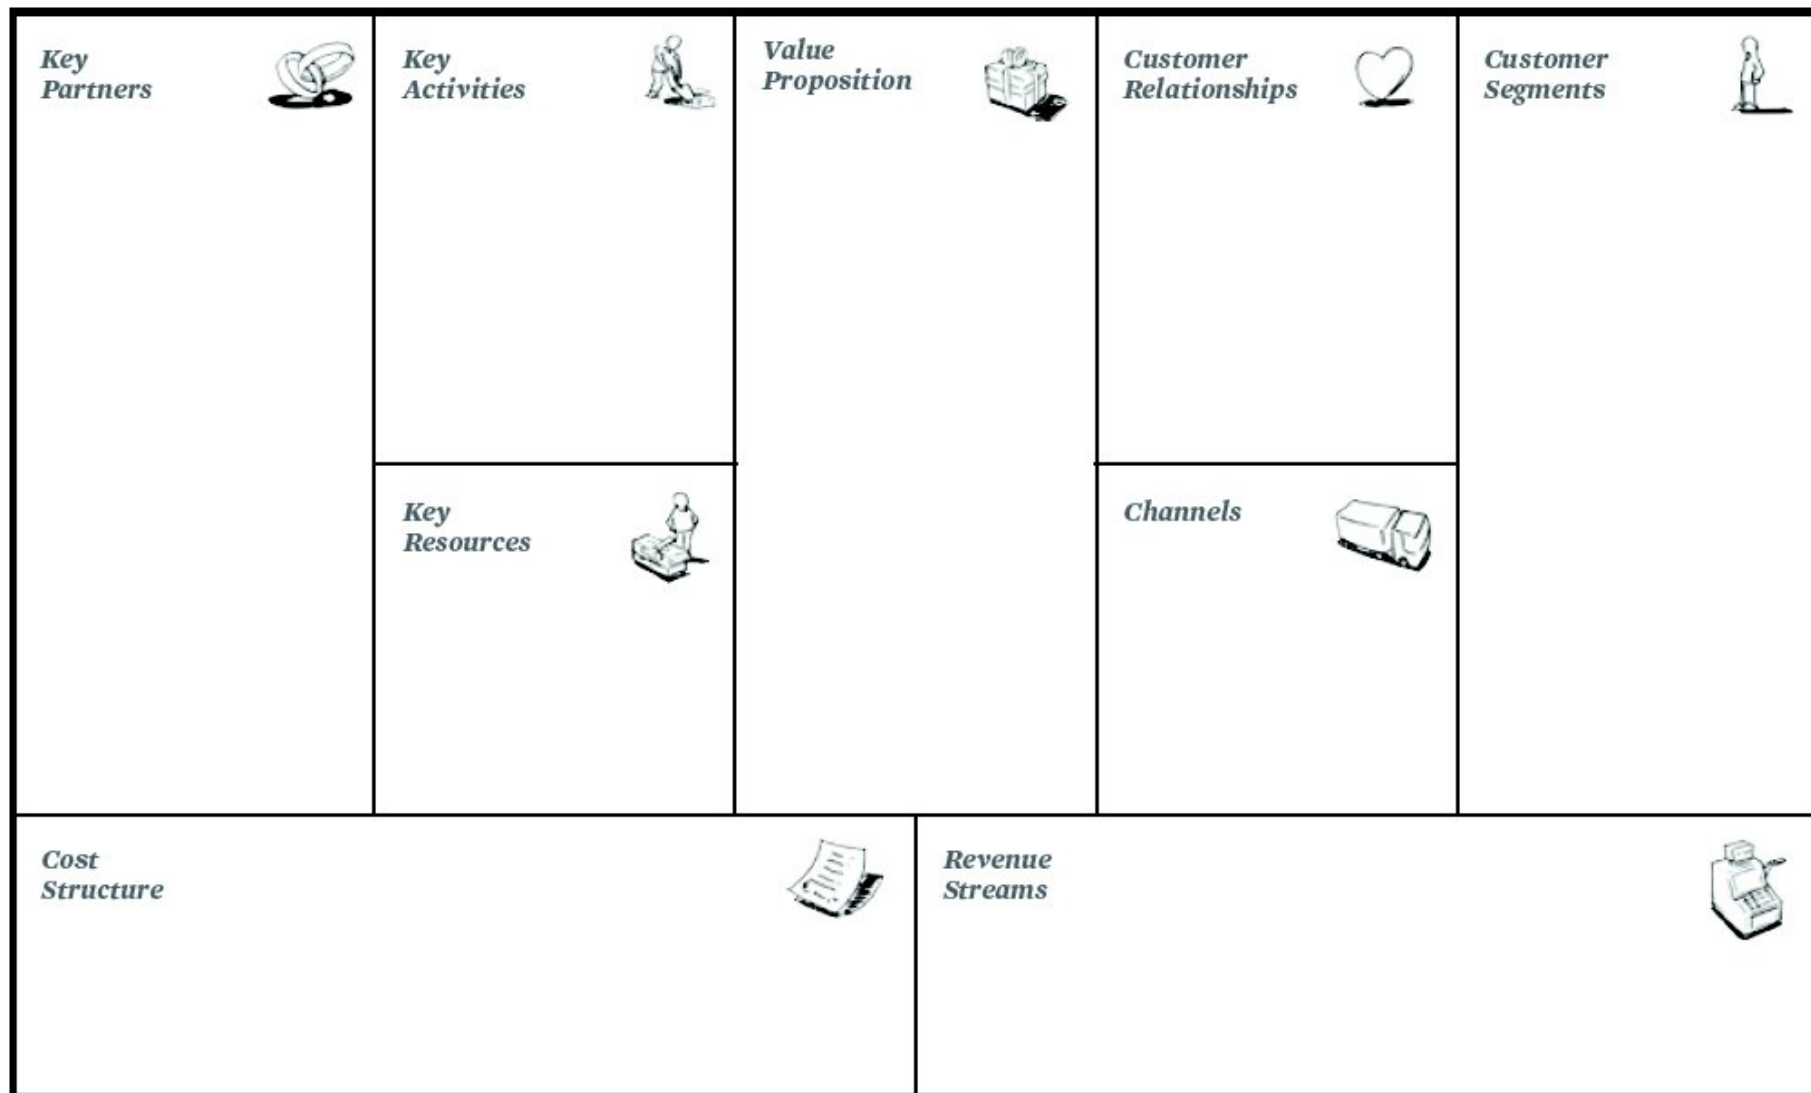 Key
Partners
Key
Activities
Value
Proposition
Customer
Relationships
Customer
Segments
Key
Resources
Channels
Cost
Structure
Revenue
Streams